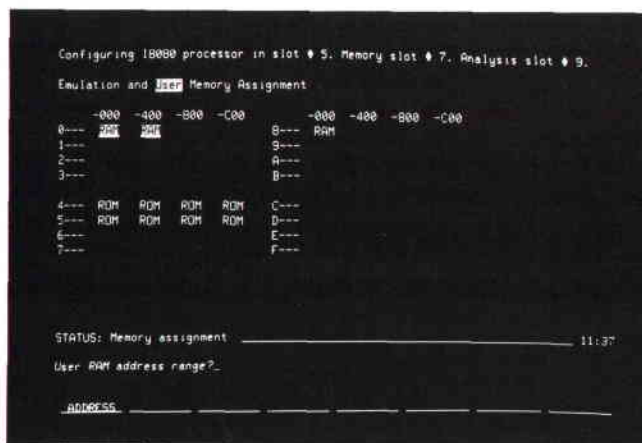 Configuring I8080 processor in slot # 5. Memory slot # 7. Analysis slot # 9.
Emulation and User Memory Assignment
-000 -400 -800 -C00 -000 -400 -800 -C00
0--- RAM RAM 8--- RAM
1--- 9---
2--- A---
3--- B---
4--- ROM ROM ROM ROM C---
5--- ROM ROM ROM ROM D---
6--- E---
7--- F---
STATUS: Memory assignment 11:37
User RAM address range?_
ADDRESS